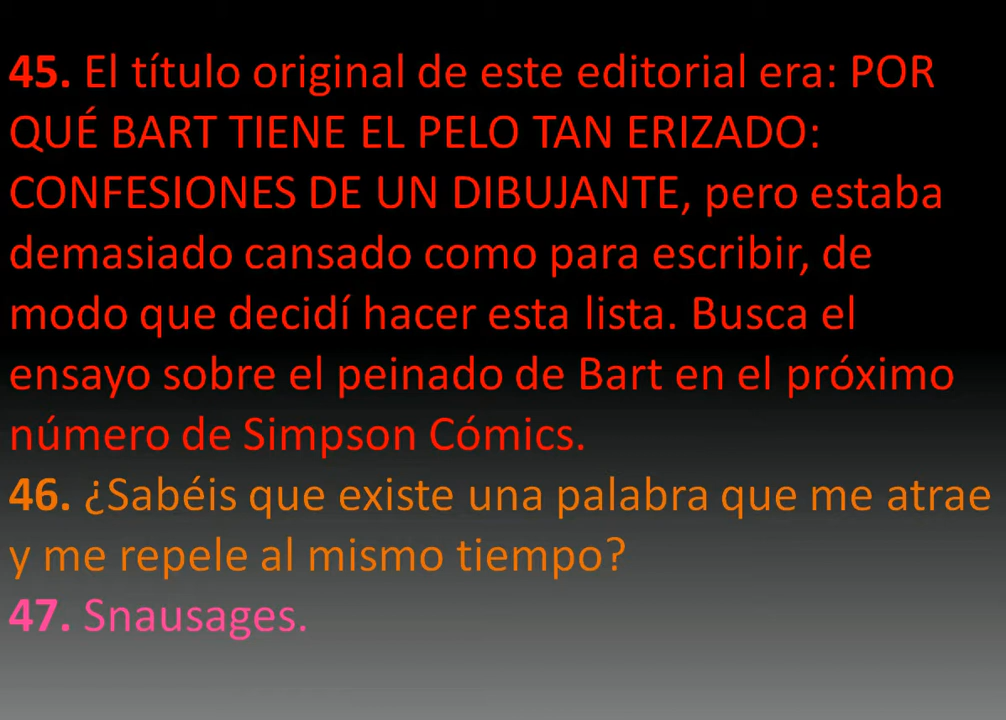 45. El título original de este editorial era: POR
QUÉ BART TIENE EL PELO TAN ERIZADO:
CONFESIONES DE UN DIBUJANTE, pero estaba
demasiado cansado como para escribir, de
modo que decidí hacer esta lista. Busca el
ensayo sobre el peinado de Bart en el próximo
número de Simpson Cómics.
46. ¿Sabéis que existe una palabra que me atrae
y me repele al mismo tiempo?
47. Snausages.